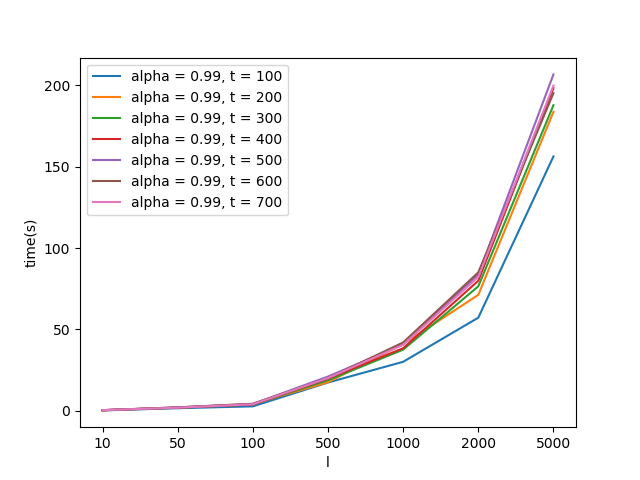 200
150
100
50
0
time(s)
alpha = 0.99, t = 100
alpha = 0.99, t = 200
alpha = 0.99, t = 300
alpha = 0.99, t = 400
alpha = 0.99, t = 500
alpha = 0.99, t = 600
alpha = 0.99, t = 700
10 50 100 500 1000 2000 5000
l